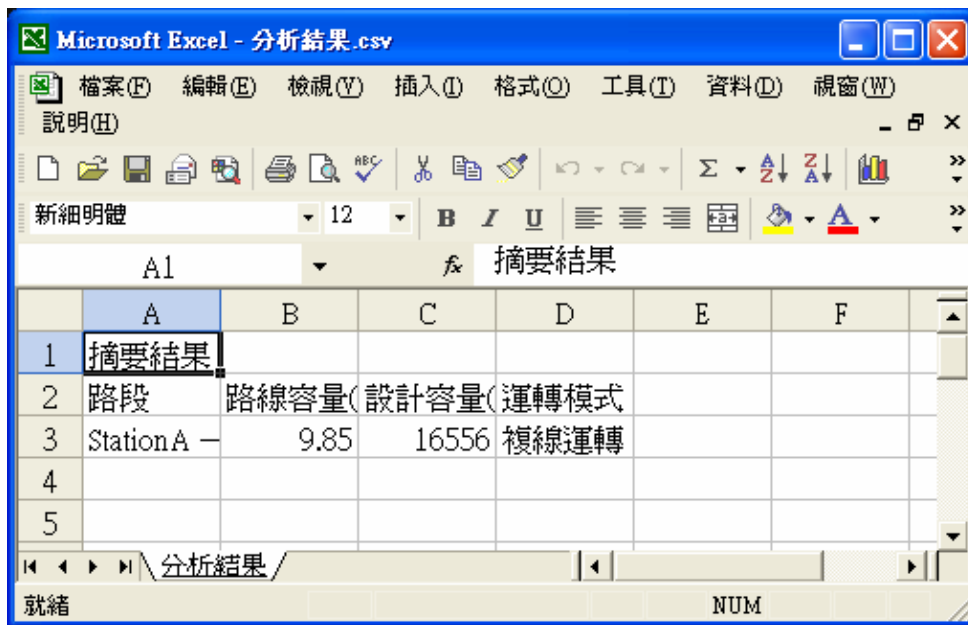 Microsoft Excel - 分析結果.csv
檔案(F) 編輯(E) 檢視(V) 插入(I) 格式(O) 工具(T) 資料(D) 視窗(W)
說明(H)
ABC Σ A Z Z A
新細明體 12 B I U a A
A1 fx 摘要結果
A B C D E F
1 摘要結果
2 路段 路線容量( 設計容量( 運轉模式
3 StationA — 9.85 16556 複線運轉
4
5
分析結果
就緒 NUM